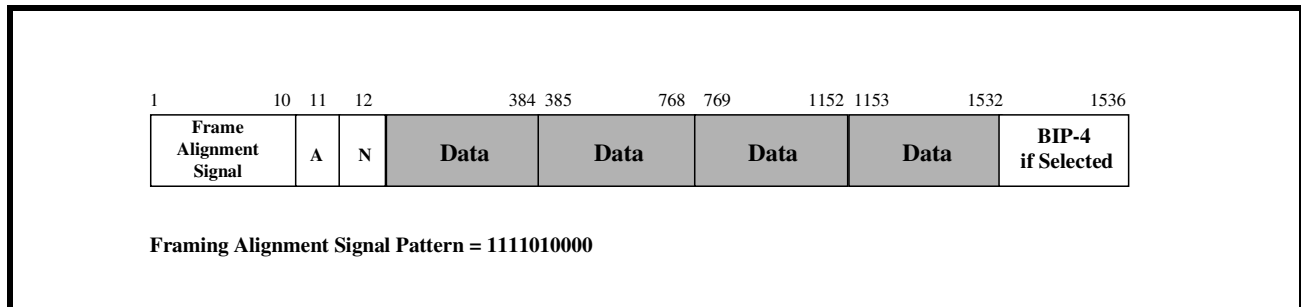 1 10 11 12 384 385 768 769 1152 1153 1532 1536
Frame
Alignment
Signal
A
N
Data
Data
Data
Data
BIP-4
if Selected
Framing Alignment Signal Pattern = 1111010000